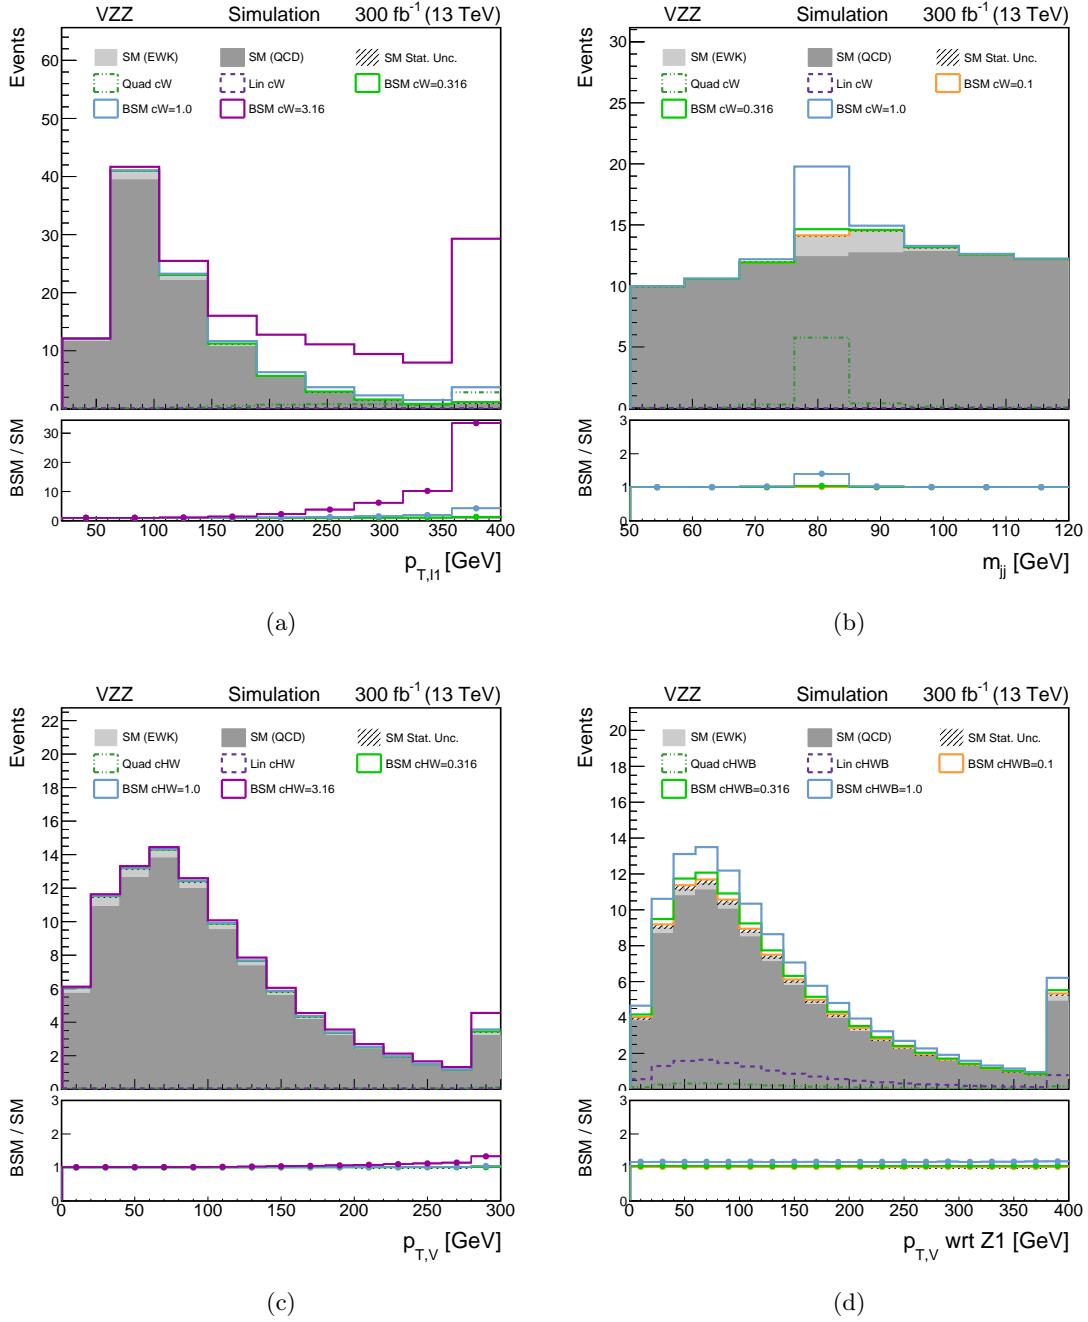 VZZ Simulation 300 fb⁻¹ (13 TeV)
Events
60
50
40
30
20
10
0
SM (EWK) SM (QCD) SM Stat. Unc.
Quad cW Lin cW BSM cW=0.316
BSM cW=1.0 BSM cW=3.16
BSM / SM
30
20
10
0
50 100 150 200 250 300 350 400
p_T,l1 [GeV]
(a)
VZZ Simulation 300 fb⁻¹ (13 TeV)
Events
30
25
20
15
10
5
0
SM (EWK) SM (QCD) SM Stat. Unc.
Quad cW Lin cW BSM cW=0.1
BSM cW=0.316 BSM cW=1.0
BSM / SM
3
2
1
0
50 60 70 80 90 100 110 120
m_jj [GeV]
(b)
VZZ Simulation 300 fb⁻¹ (13 TeV)
Events
22
20
18
16
14
12
10
8
6
4
2
0
SM (EWK) SM (QCD) SM Stat. Unc.
Quad cHW Lin cHW BSM cHW=0.316
BSM cHW=1.0 BSM cHW=3.16
BSM / SM
3
2
1
0
0 50 100 150 200 250 300
p_T,V [GeV]
(c)
VZZ Simulation 300 fb⁻¹ (13 TeV)
Events
20
18
16
14
12
10
8
6
4
2
0
SM (EWK) SM (QCD) SM Stat. Unc.
Quad cHWB Lin cHWB BSM cHWB=0.1
BSM cHWB=0.316 BSM cHWB=1.0
BSM / SM
3
2
1
0
0 50 100 150 200 250 300 350 400
p_T,V wrt Z1 [GeV]
(d)